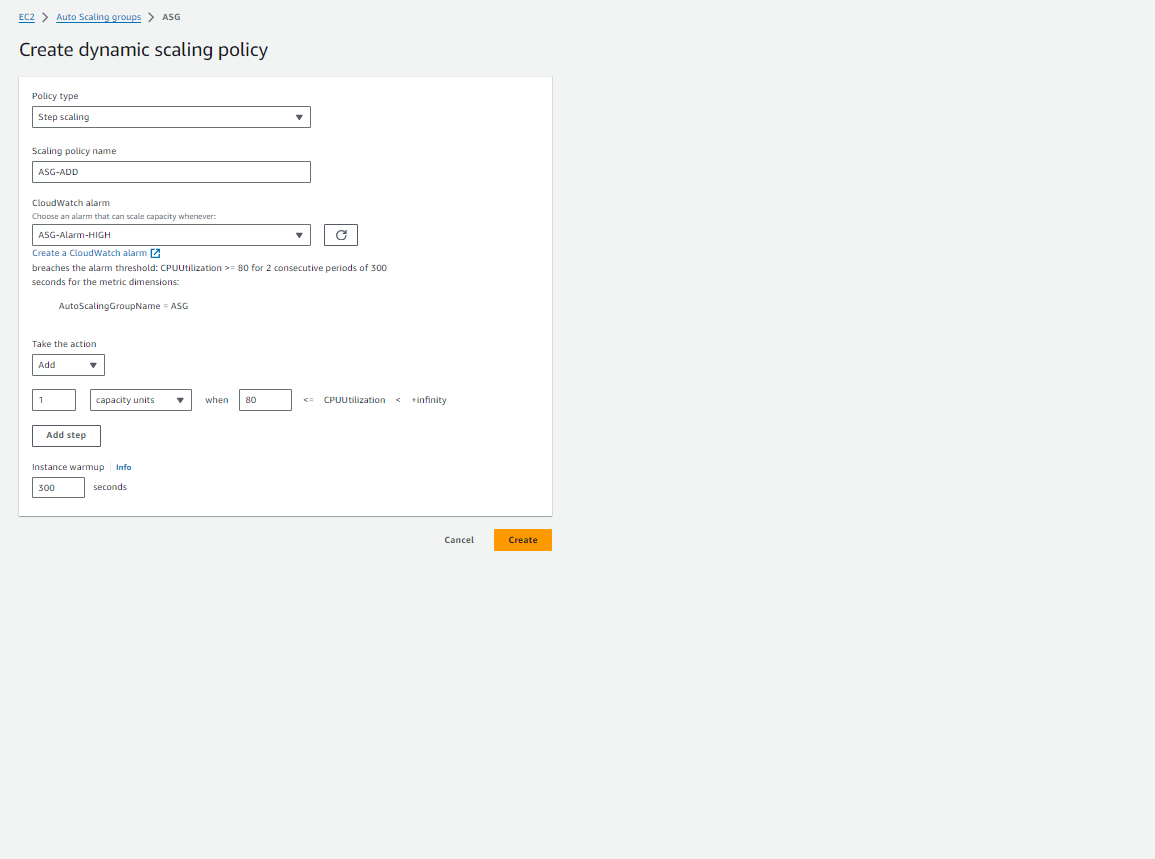 EC2 > Auto Scaling groups > ASG
Create dynamic scaling policy
Policy type
Step scaling
Scaling policy name
ASG-ADD
CloudWatch alarm
Choose an alarm that can scale capacity whenever:
ASG-Alarm-HIGH
Create a CloudWatch alarm
breaches the alarm threshold: CPUUtilization >= 80 for 2 consecutive periods of 300
seconds for the metric dimensions:
AutoScalingGroupName = ASG
Take the action
Add
1 capacity units when 80 <= CPUUtilization < +infinity
Add step
Instance warmup Info
300 seconds
Cancel Create